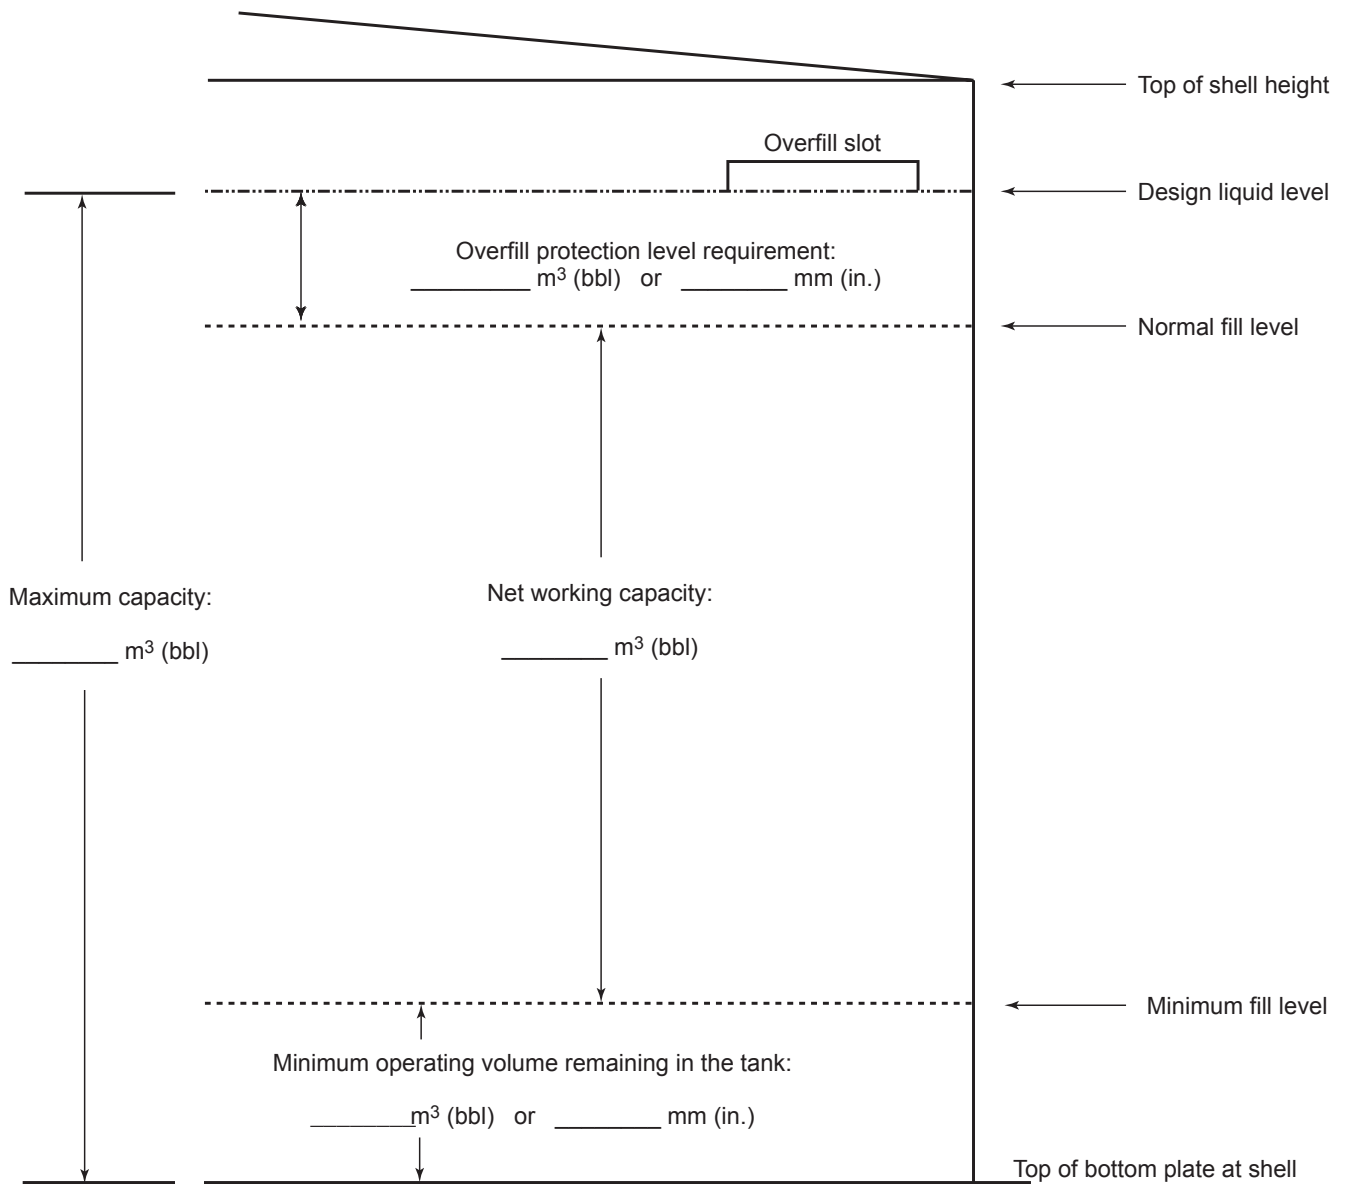 Top of shell height
Overfill slot
Design liquid level
Overfill protection level requirement:
_________ m³ (bbl) or ________ mm (in.)
Normal fill level
Maximum capacity:
________ m³ (bbl)
Net working capacity:
________ m³ (bbl)
Minimum fill level
Minimum operating volume remaining in the tank:
________m³ (bbl) or ________ mm (in.)
Top of bottom plate at shell